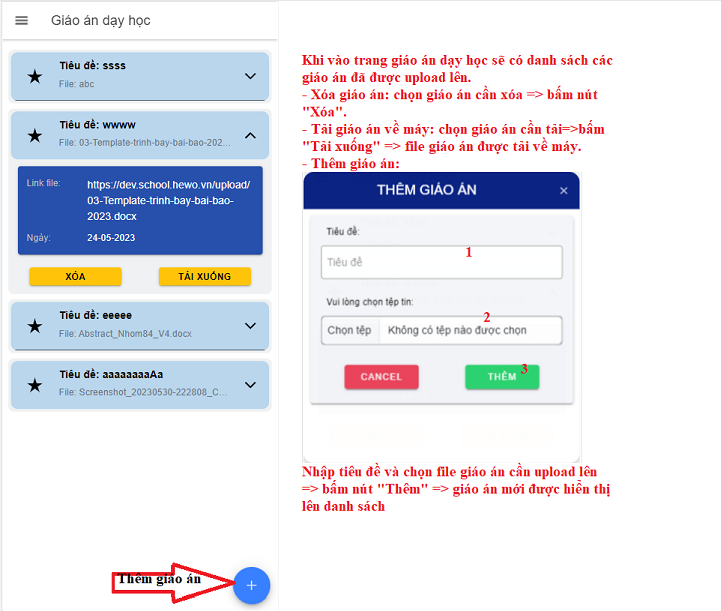 Giáo án dạy học
Tiêu đề: ssss
File: abc
Tiêu đề: wwww
File: 03-Template-trinh-bay-bai-bao-202...
Link file:
https://dev.school.hewo.vn/upload/
03-Template-trinh-bay-bai-bao-
2023.docx
Ngày:
24-05-2023
XÓA
TẢI XUỐNG
Tiêu đề: eeeee
File: Abstract_Nhom84_V4.docx
Tiêu đề: aaaaaaaaAa
File: Screenshot_20230530-222808_C...
Thêm giáo án
Khi vào trang giáo án dạy học sẽ có danh sách các
giáo án đã được upload lên.
- Xóa giáo án: chọn giáo án cần xóa => bấm nút
"Xóa".
- Tải giáo án về máy: chọn giáo án cần tải=>bấm
"Tải xuống" => file giáo án được tải về máy.
- Thêm giáo án:
THÊM GIÁO ÁN
Tiêu đề:
Tiêu đề
1
Vui lòng chọn tệp tin:
2
Chọn tệp Không có tệp nào được chọn
CANCEL
THÊM
3
Nhập tiêu đề và chọn file giáo án cần upload lên
=> bấm nút "Thêm" => giáo án mới được hiển thị
lên danh sách